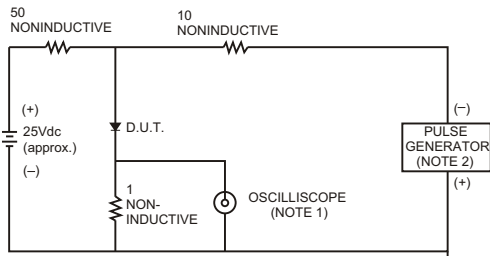 50
NONINDUCTIVE
10
NONINDUCTIVE
(+)
25Vdc
(approx.)
(–)
D.U.T.
1
NON-
INDUCTIVE
OSCILLISCOPE
(NOTE 1)
(–)
PULSE
GENERATOR
(NOTE 2)
(+)